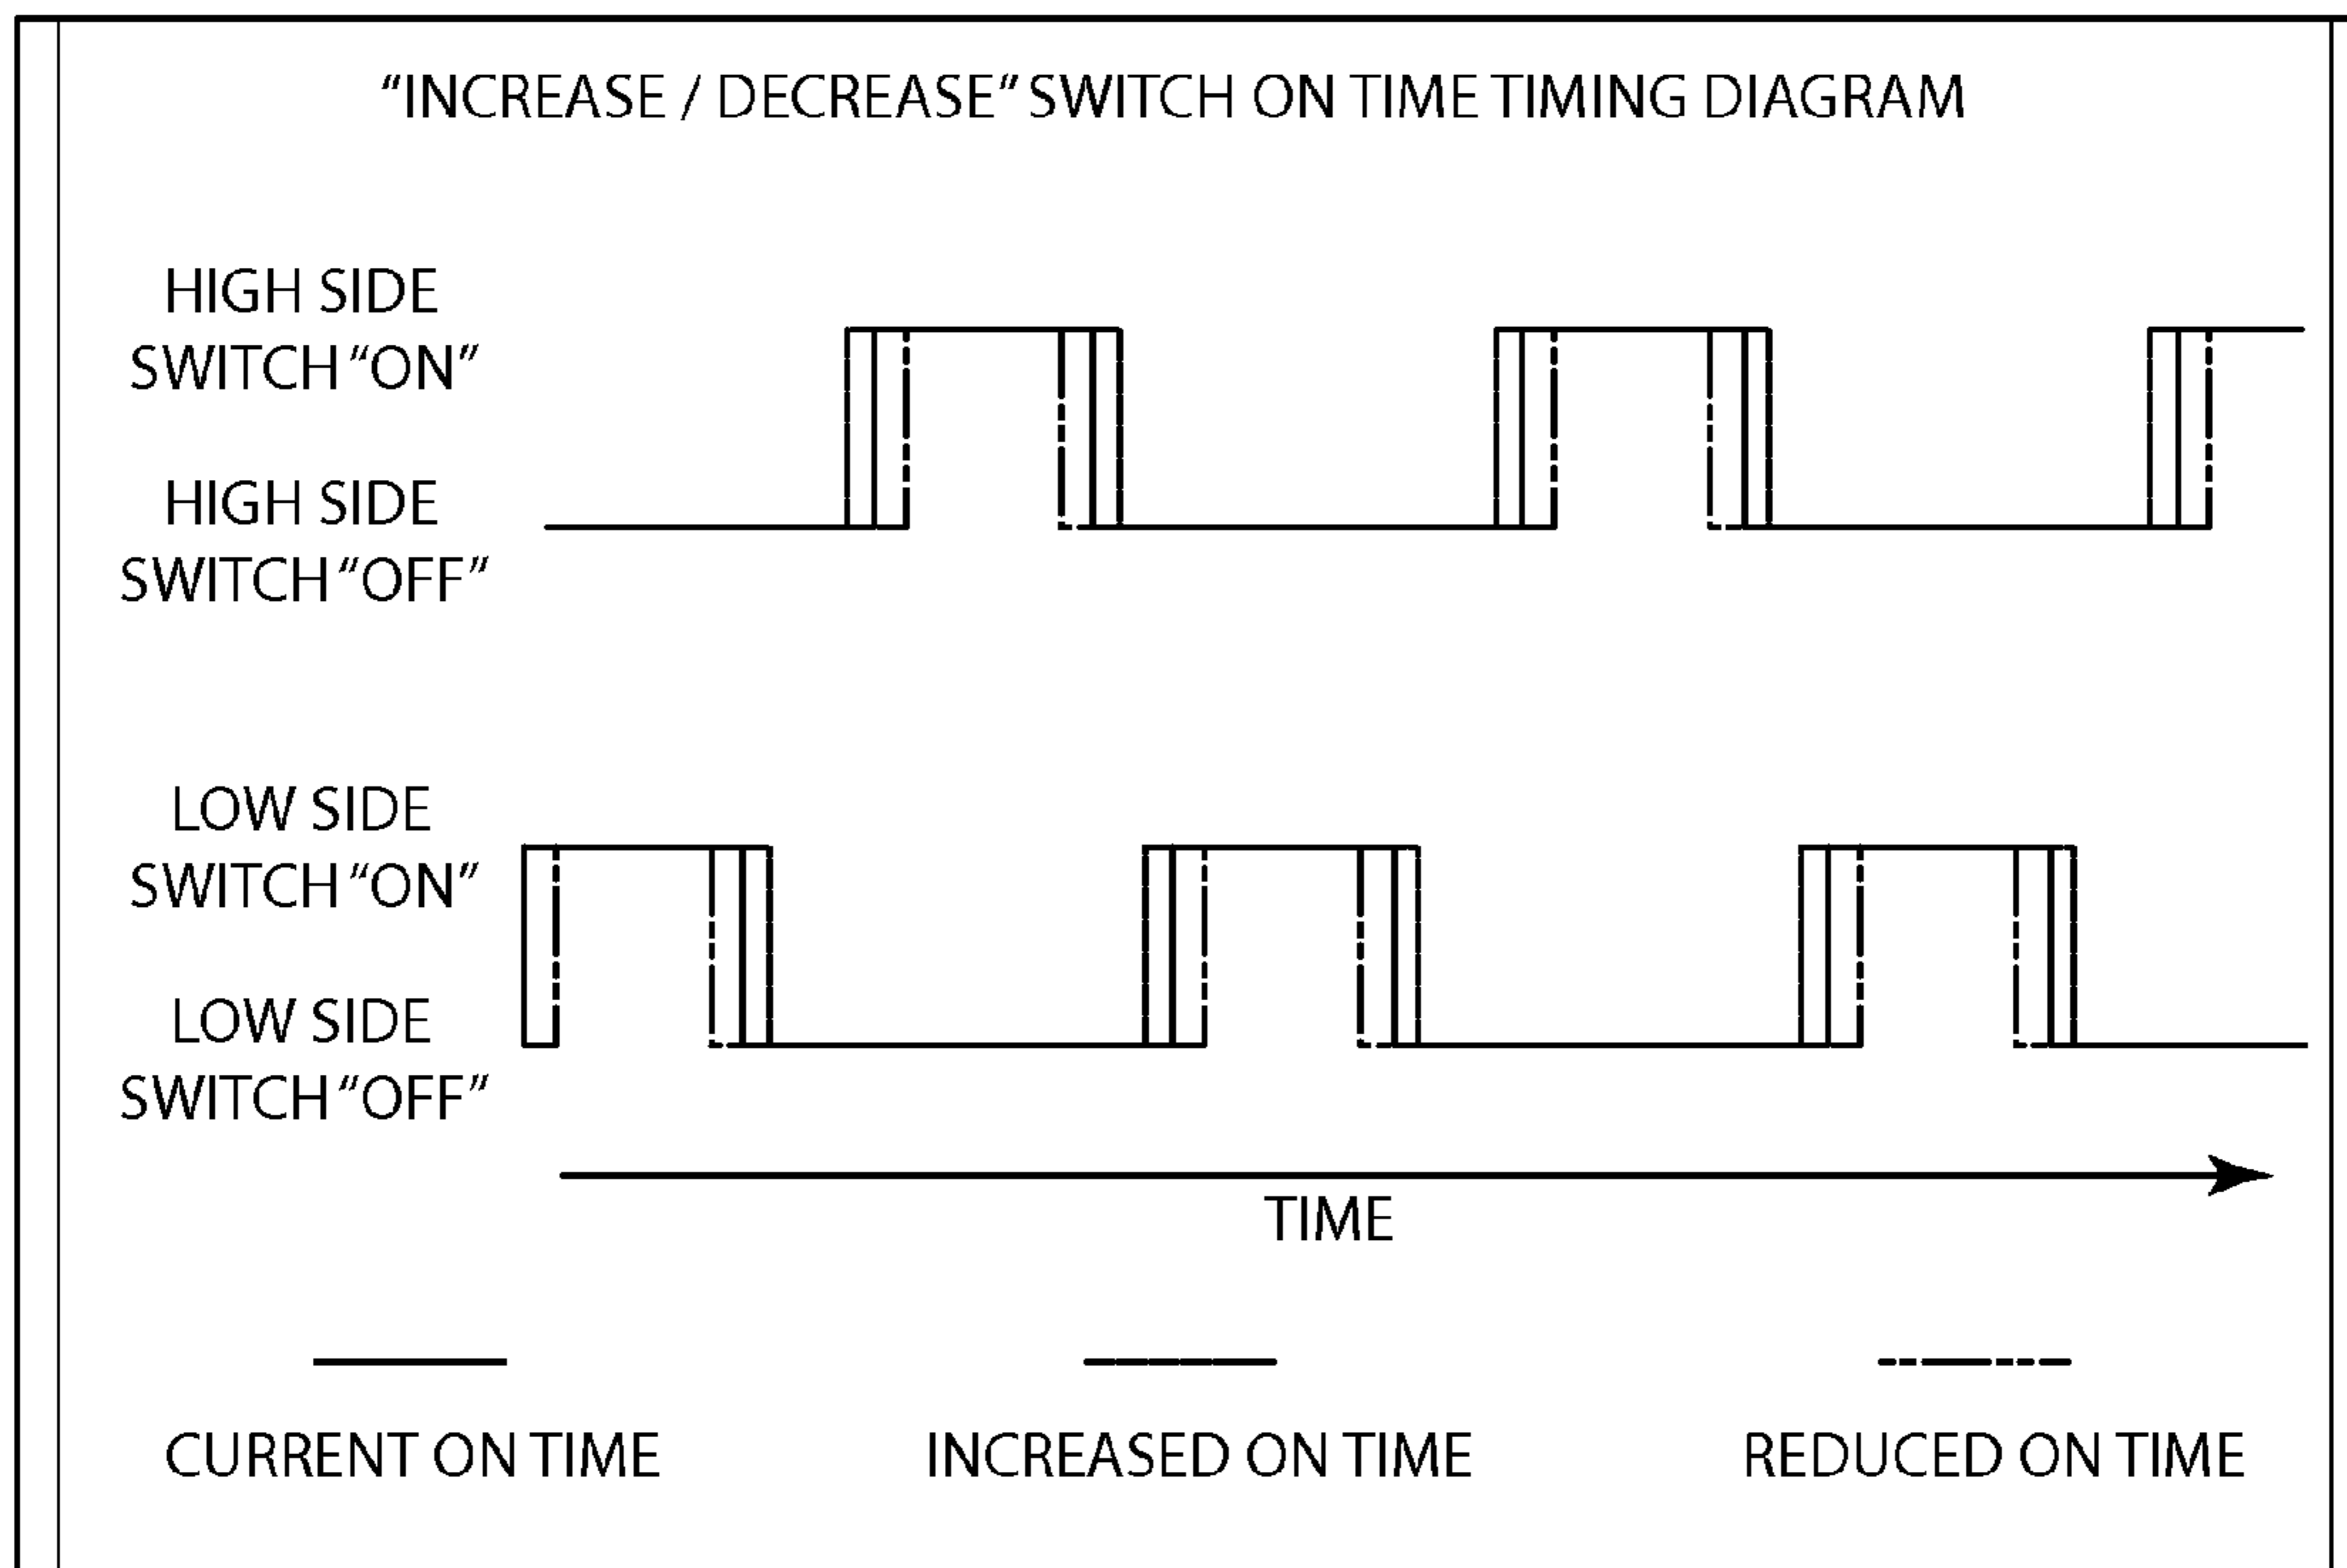 “INCREASE / DECREASE” SWITCH ON TIME TIMING DIAGRAM
HIGH SIDE
SWITCH “ON”
HIGH SIDE
SWITCH “OFF”
LOW SIDE
SWITCH “ON”
LOW SIDE
SWITCH “OFF”
TIME
CURRENT ON TIME
INCREASED ON TIME
REDUCED ON TIME